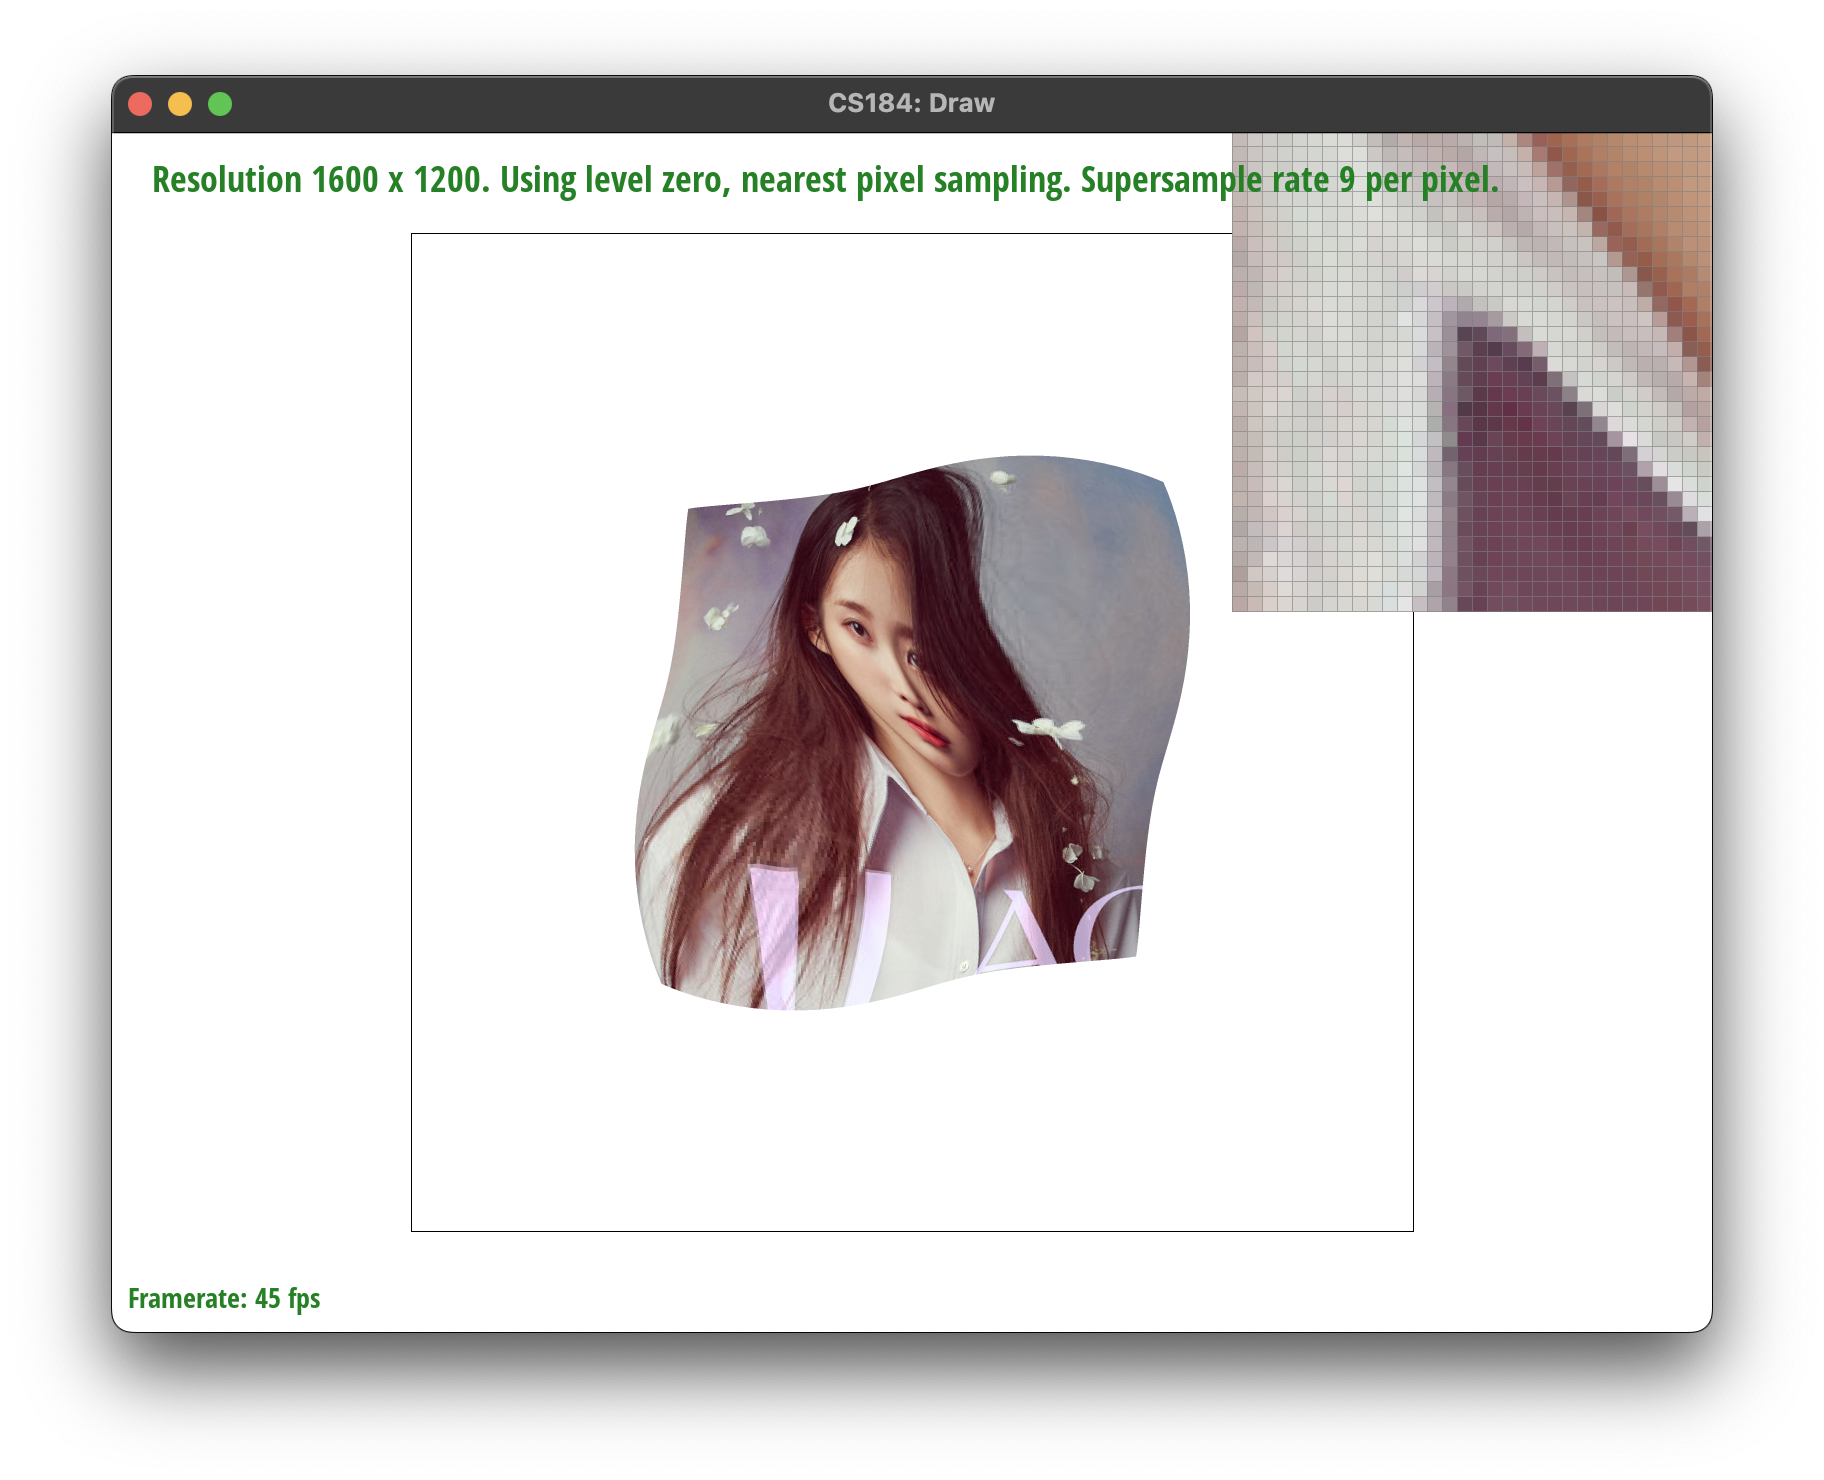 CS184: Draw
Resolution 1600 x 1200. Using level zero, nearest pixel sampling. Supersample rate 9 per pixel.
Framerate: 45 fps